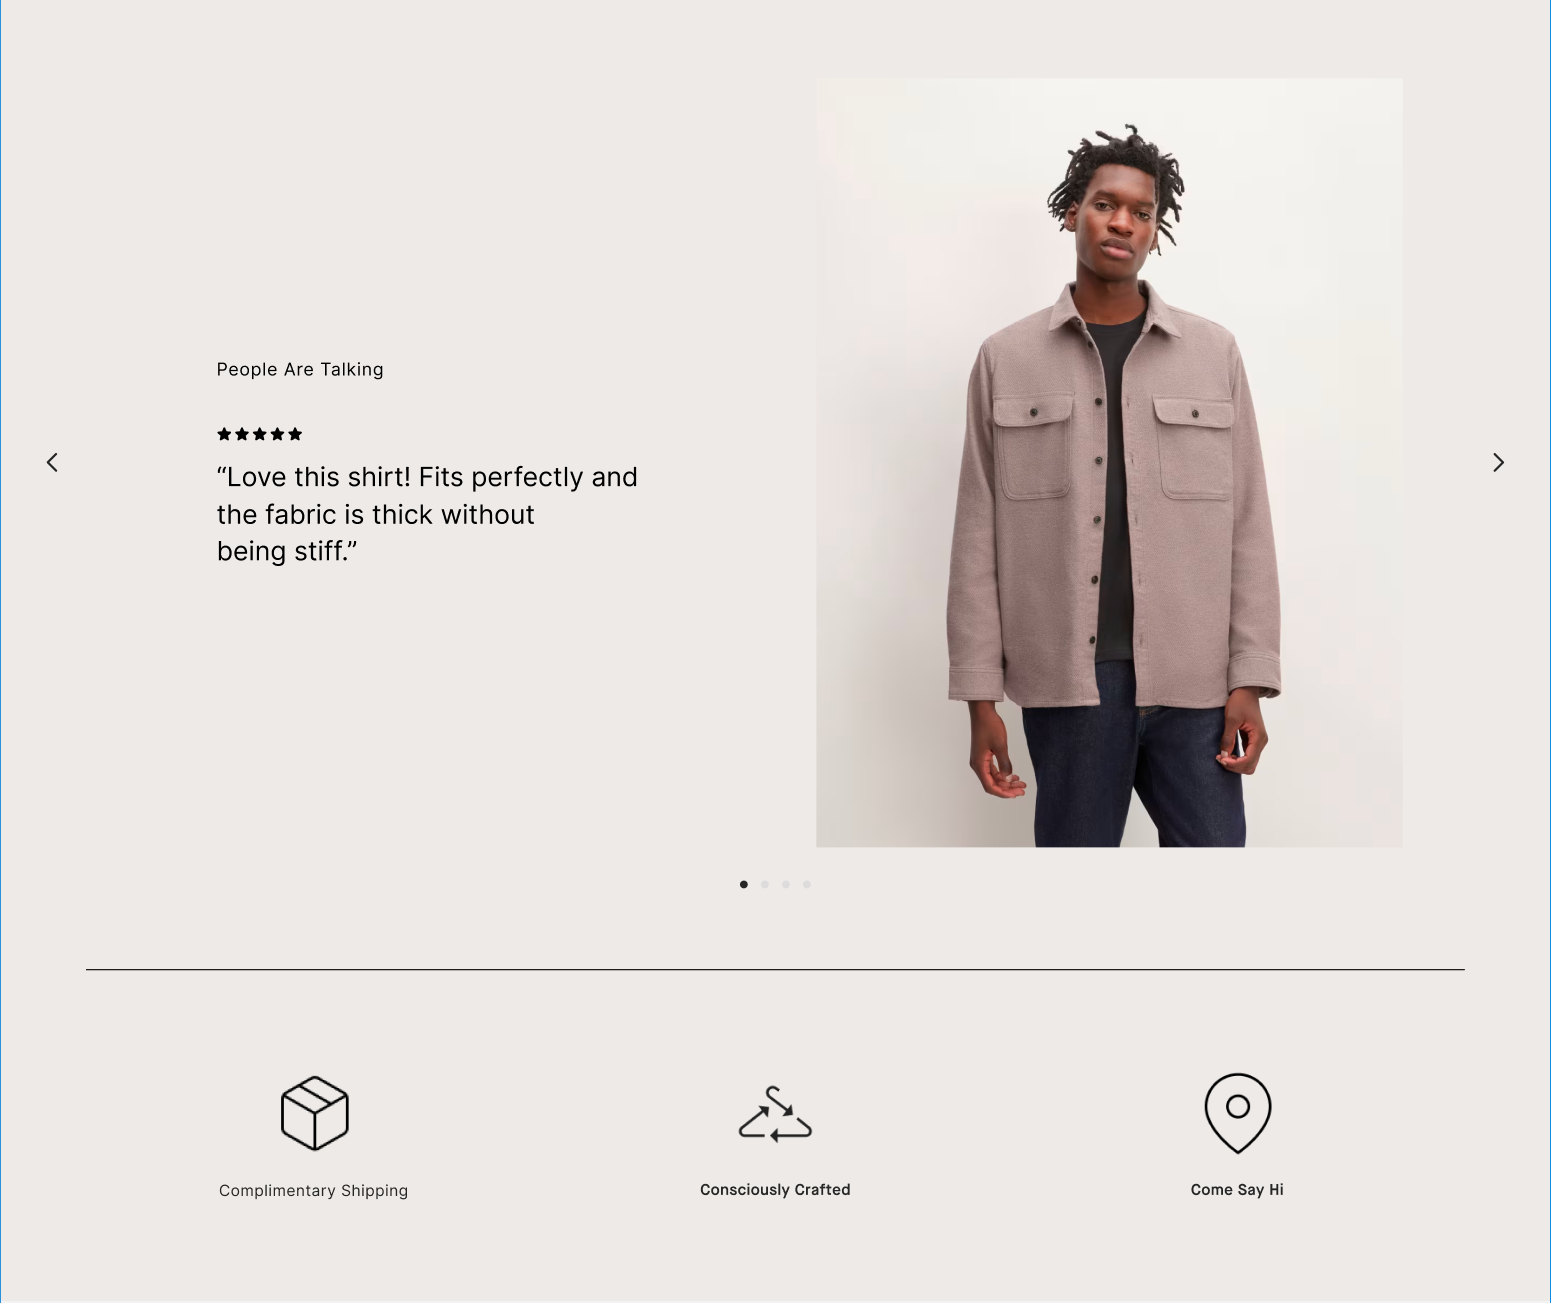 People Are Talking
“Love this shirt! Fits perfectly and
the fabric is thick without
being stiff.”
Complimentary Shipping
Consciously Crafted
Come Say Hi